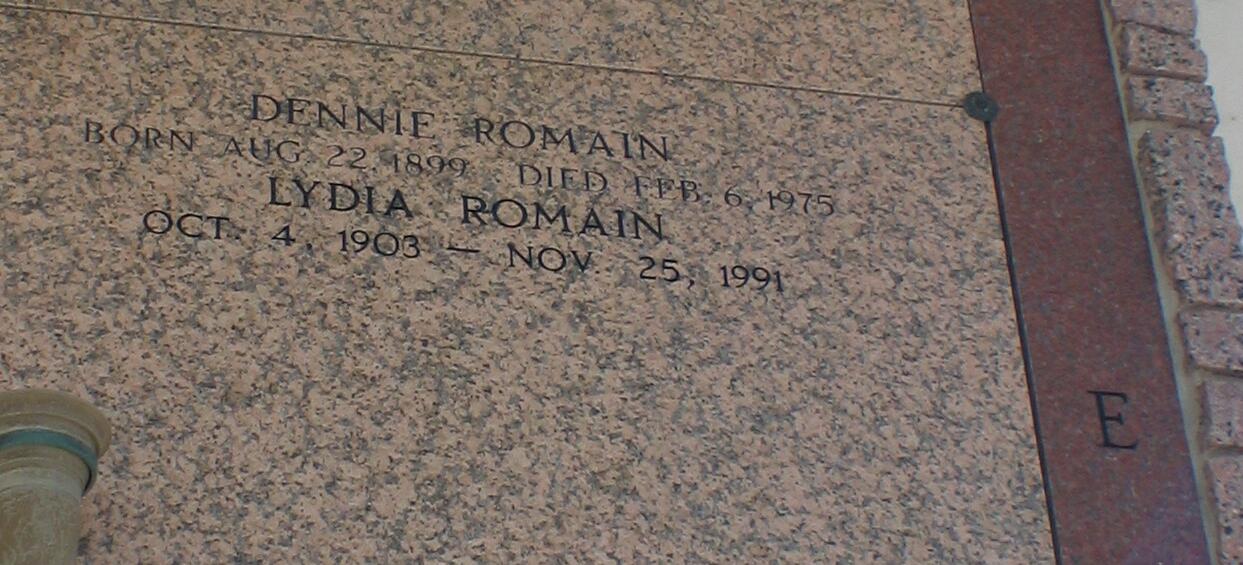 DENNIE ROMAIN
BORN AUG. 22, 1899 DIED FEB. 6, 1975
LYDIA ROMAIN
OCT. 4, 1903 — NOV. 25, 1991
E